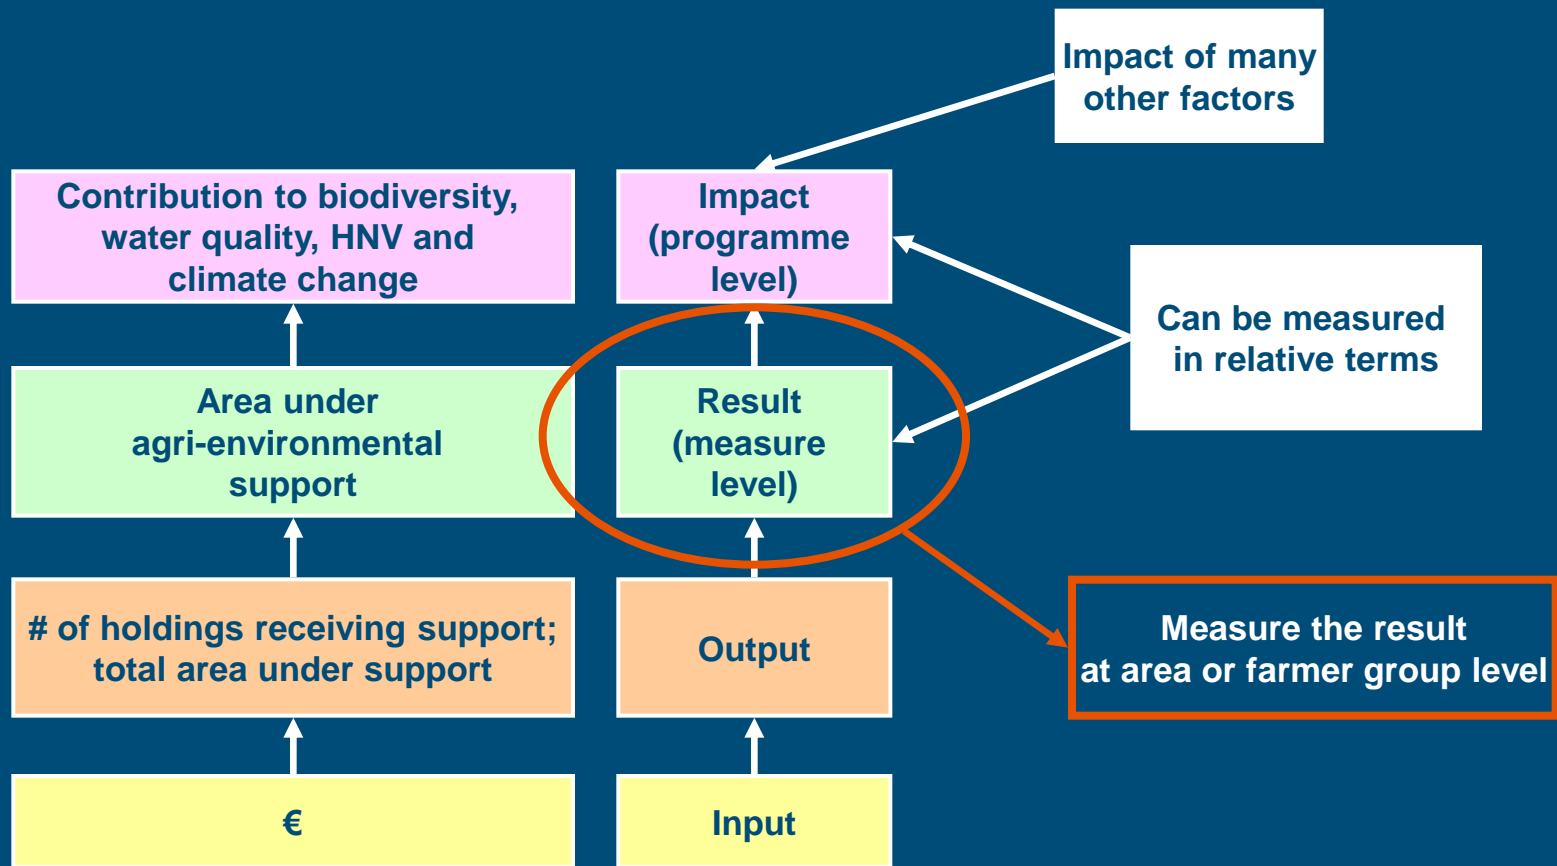 Impact of many
other factors
Contribution to biodiversity,
water quality, HNV and
climate change
Impact
(programme
level)
Can be measured
in relative terms
Area under
agri-environmental
support
Result
(measure
level)
# of holdings receiving support;
total area under support
Output
Measure the result
at area or farmer group level
€
Input